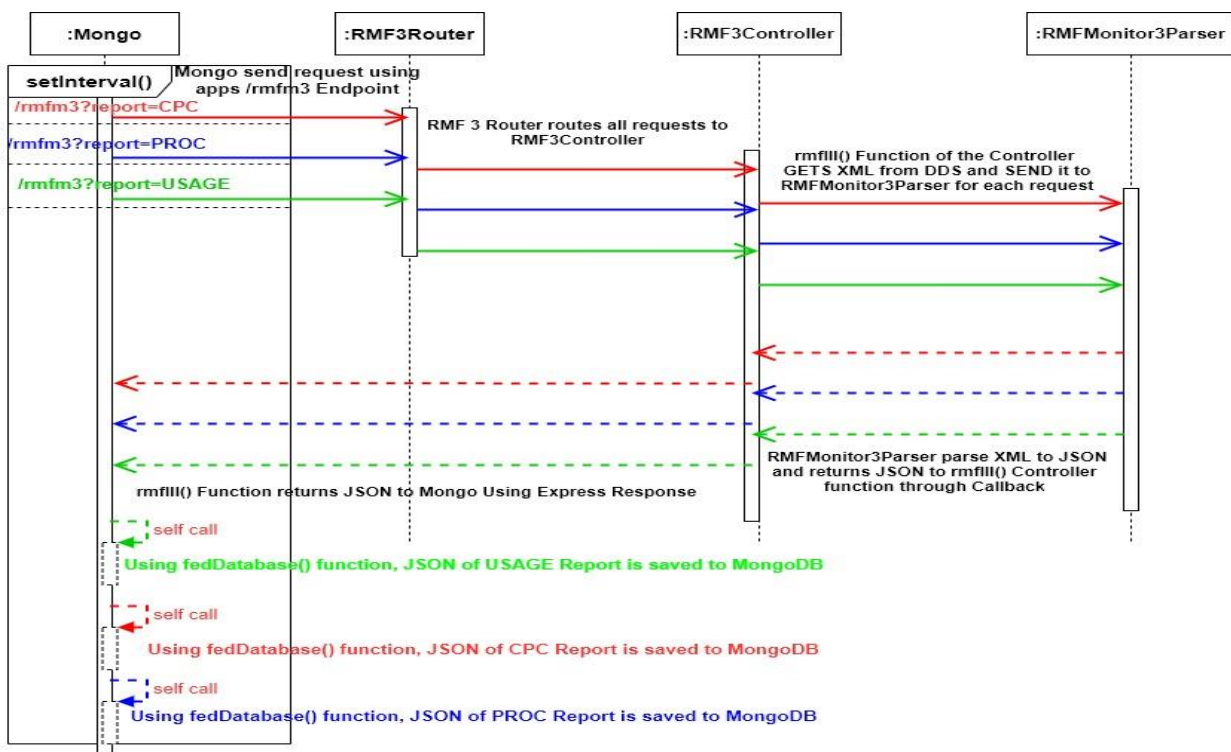 :Mongo
:RMF3Router
:RMF3Controller
:RMFMonitor3Parser
setInterval()
Mongo send request using
apps /rmfm3 Endpoint
/rmfm3?report=CPC
RMF 3 Router routes all requests to
RMF3Controller
/rmfm3?report=PROC
rmfIII() Function of the Controller
GETS XML from DDS and SEND it to
RMFMonitor3Parser for each request
/rmfm3?report=USAGE
RMFMonitor3Parser parse XML to JSON
and returns JSON to rmfIII() Controller
function through Callback
rmfIII() Function returns JSON to Mongo Using Express Response
self call
Using fedDatabase() function, JSON of USAGE Report is saved to MongoDB
self call
Using fedDatabase() function, JSON of CPC Report is saved to MongoDB
self call
Using fedDatabase() function, JSON of PROC Report is saved to MongoDB